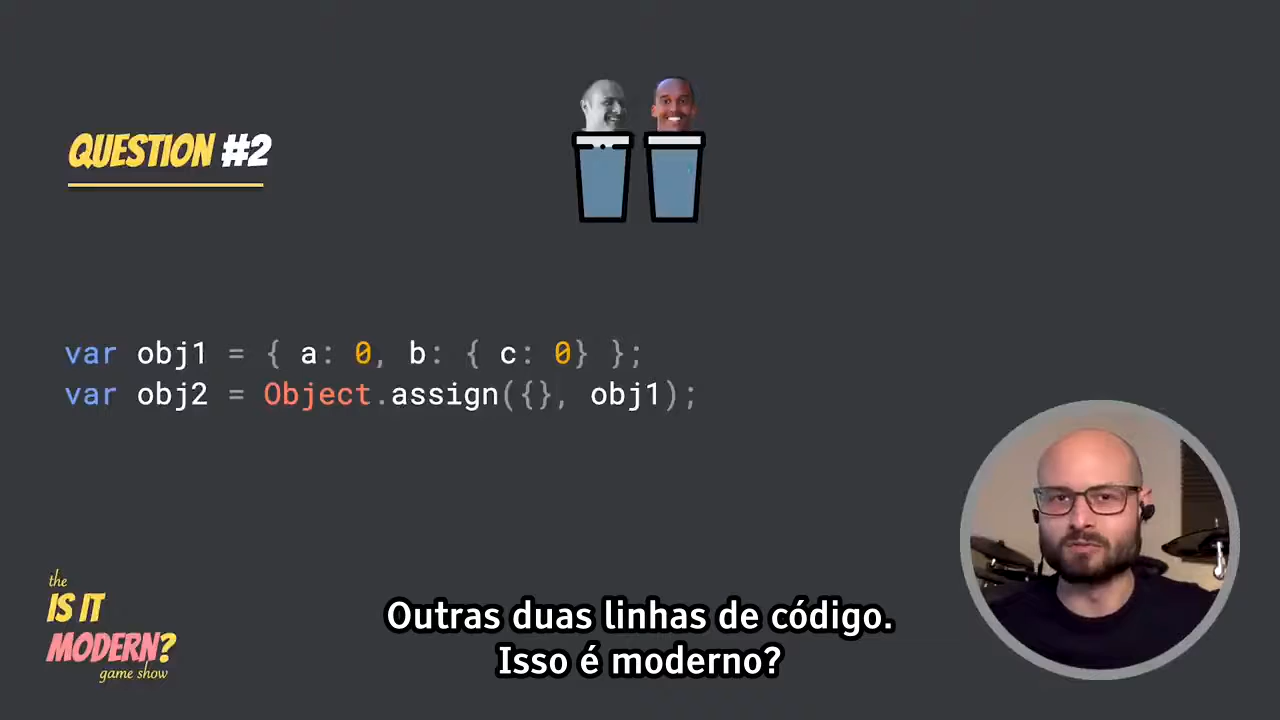 QUESTION #2
var obj1 = { a: 0, b: { c: 0} };
var obj2 = Object.assign({}, obj1);
the
IS IT
MODERN?
game show
Outras duas linhas de código.
Isso é moderno?